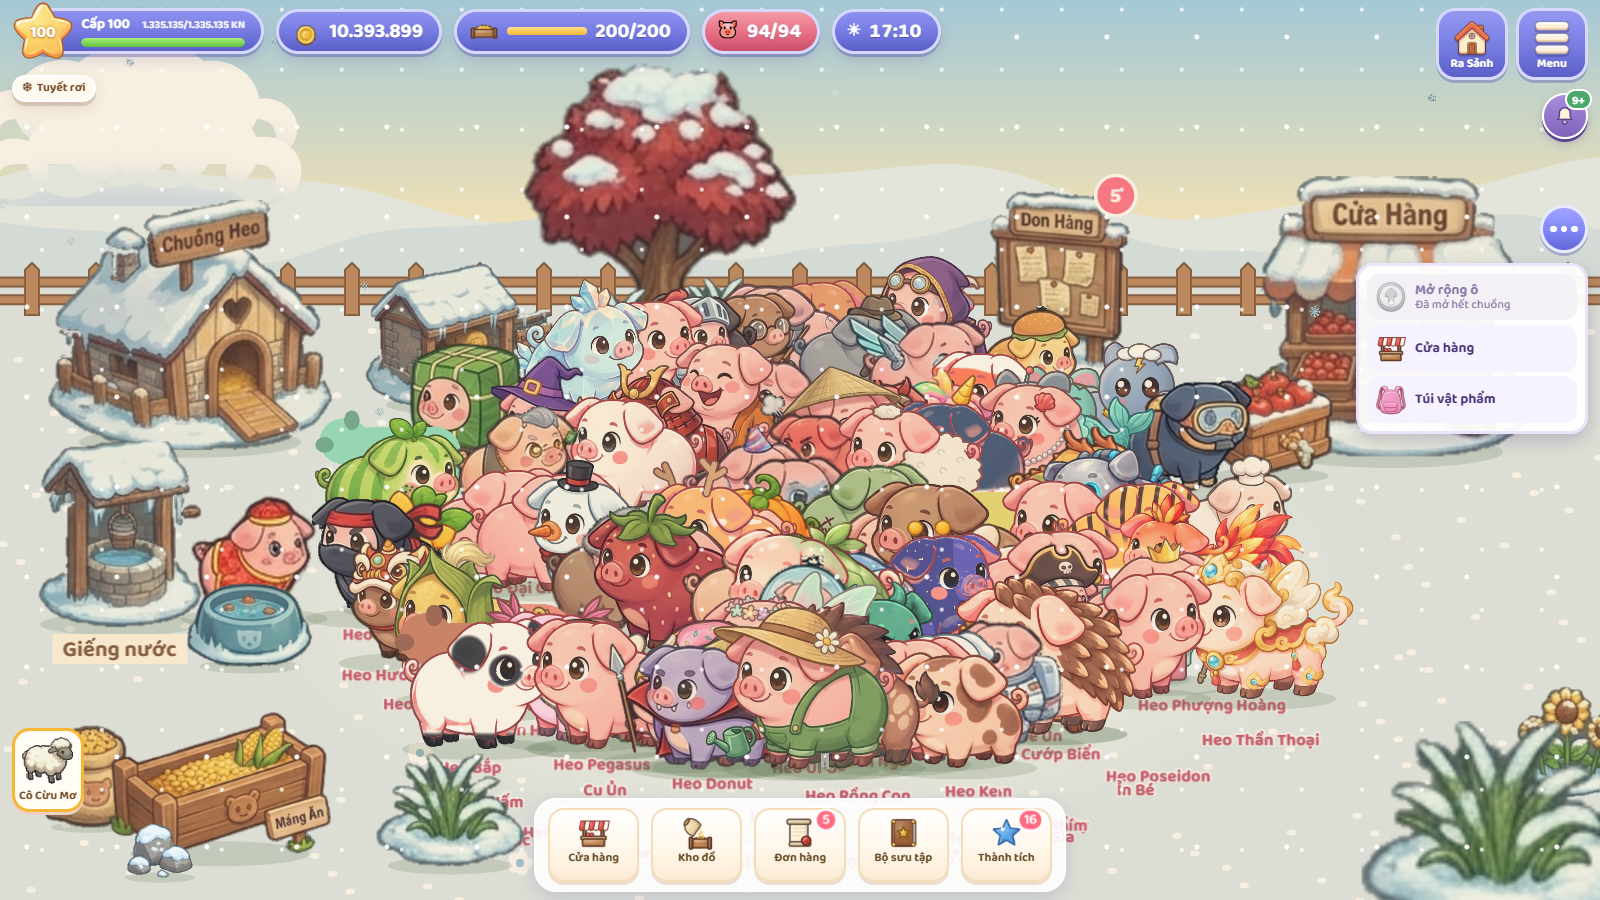 100
Cấp 100
1.335.135/1.335.135 KN
10.393.899
200/200
94/94
17:10
Ra Sảnh
Menu
Tuyết rơi
9+
Chuồng Heo
Đơn Hàng
5
Cửa Hàng
Mở rộng ô
Đã mở hết chuồng
Cửa hàng
Túi vật phẩm
Giếng nước
Heo Phượng Hoàng
Heo Thần Thoại
Cướp Biển
Heo Pegasus
Heo Poseidon
Ỉn Bé
Cu Ủn
Heo Donut
Heo Rồng Con
Heo Keın
Cô Cừu Mơ
Máng Ăn
Cửa hàng
Kho đồ
Đơn hàng
5
Bộ sưu tập
Thành tích
16